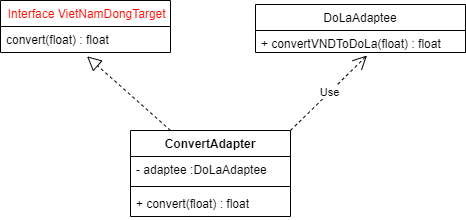 Interface VietNamDongTarget
convert(float) : float
DoLaAdaptee
+ convertVNDToDoLa(float) : float
Use
ConvertAdapter
- adaptee :DoLaAdaptee
+ convert(float) : float